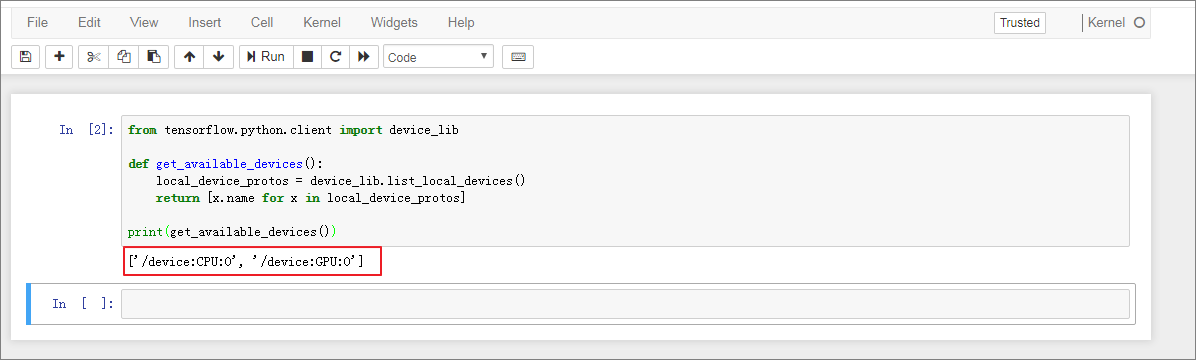 File Edit View Insert Cell Kernel Widgets Help Trusted Kernel
Run Code
In [2]:
from tensorflow.python.client import device_lib
def get_available_devices():
    local_device_protos = device_lib.list_local_devices()
    return [x.name for x in local_device_protos]
print(get_available_devices())
['/device:CPU:0', '/device:GPU:0']
In [ ]: